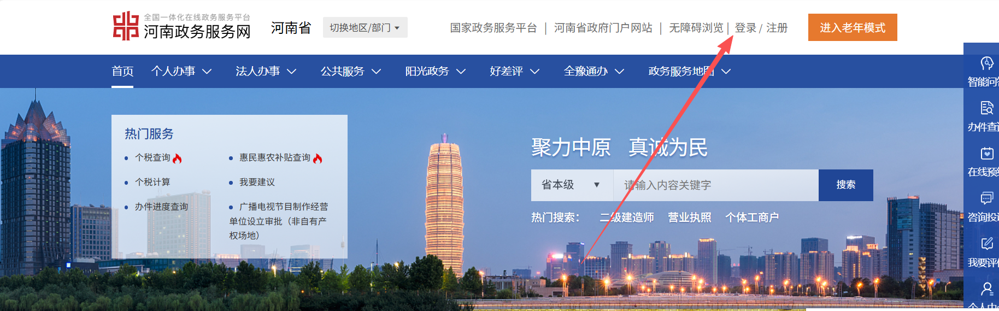 全国一体化在线政务服务平台
河南政务服务网
河南省
切换地区/部门
国家政务服务平台 | 河南省政府门户网站 | 无障碍浏览 | 登录 / 注册
进入老年模式
首页 个人办事 法人办事 公共服务 阳光政务 好差评 全豫通办 政务服务地图
热门服务
个税查询 惠民惠农补贴查询
个税计算 我要建议
办件进度查询 广播电视节目制作经营
单位设立审批（非自有产
权场地）
聚力中原 真诚为民
省本级 请输入内容关键字 搜索
热门搜索： 二级建造师 营业执照 个体工商户
智能问
办件查
在线预
咨询投
我要评
个人中